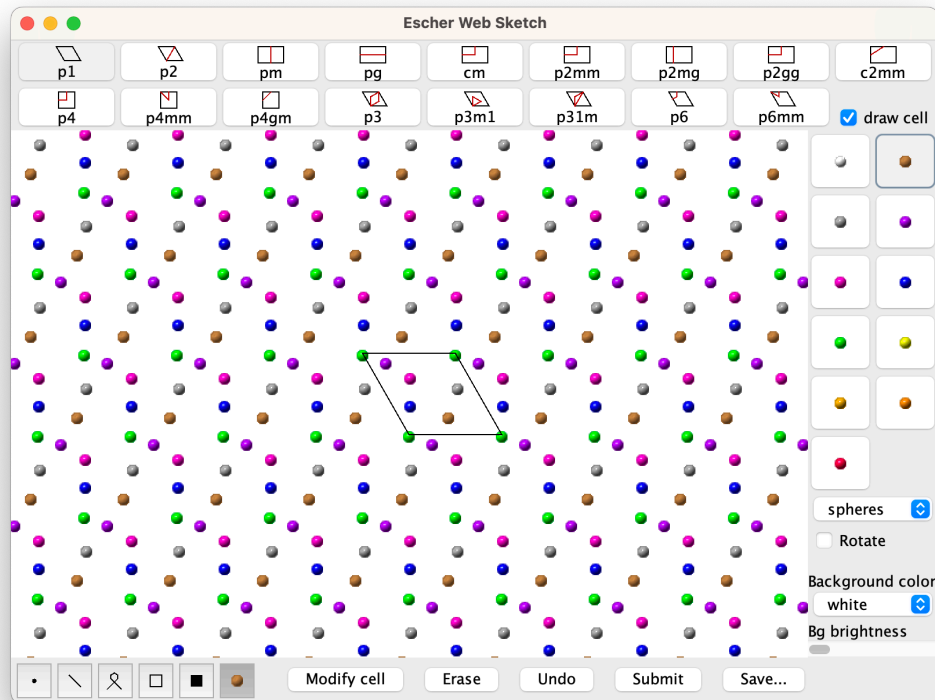 Escher Web Sketch
p1 p2 pm pg cm p2mm p2mg p2gg c2mm
p4 p4mm p4gm p3 p3m1 p31m p6 p6mm
draw cell
spheres
Rotate
Background color
white
Bg brightness
Modify cell Erase Undo Submit Save...